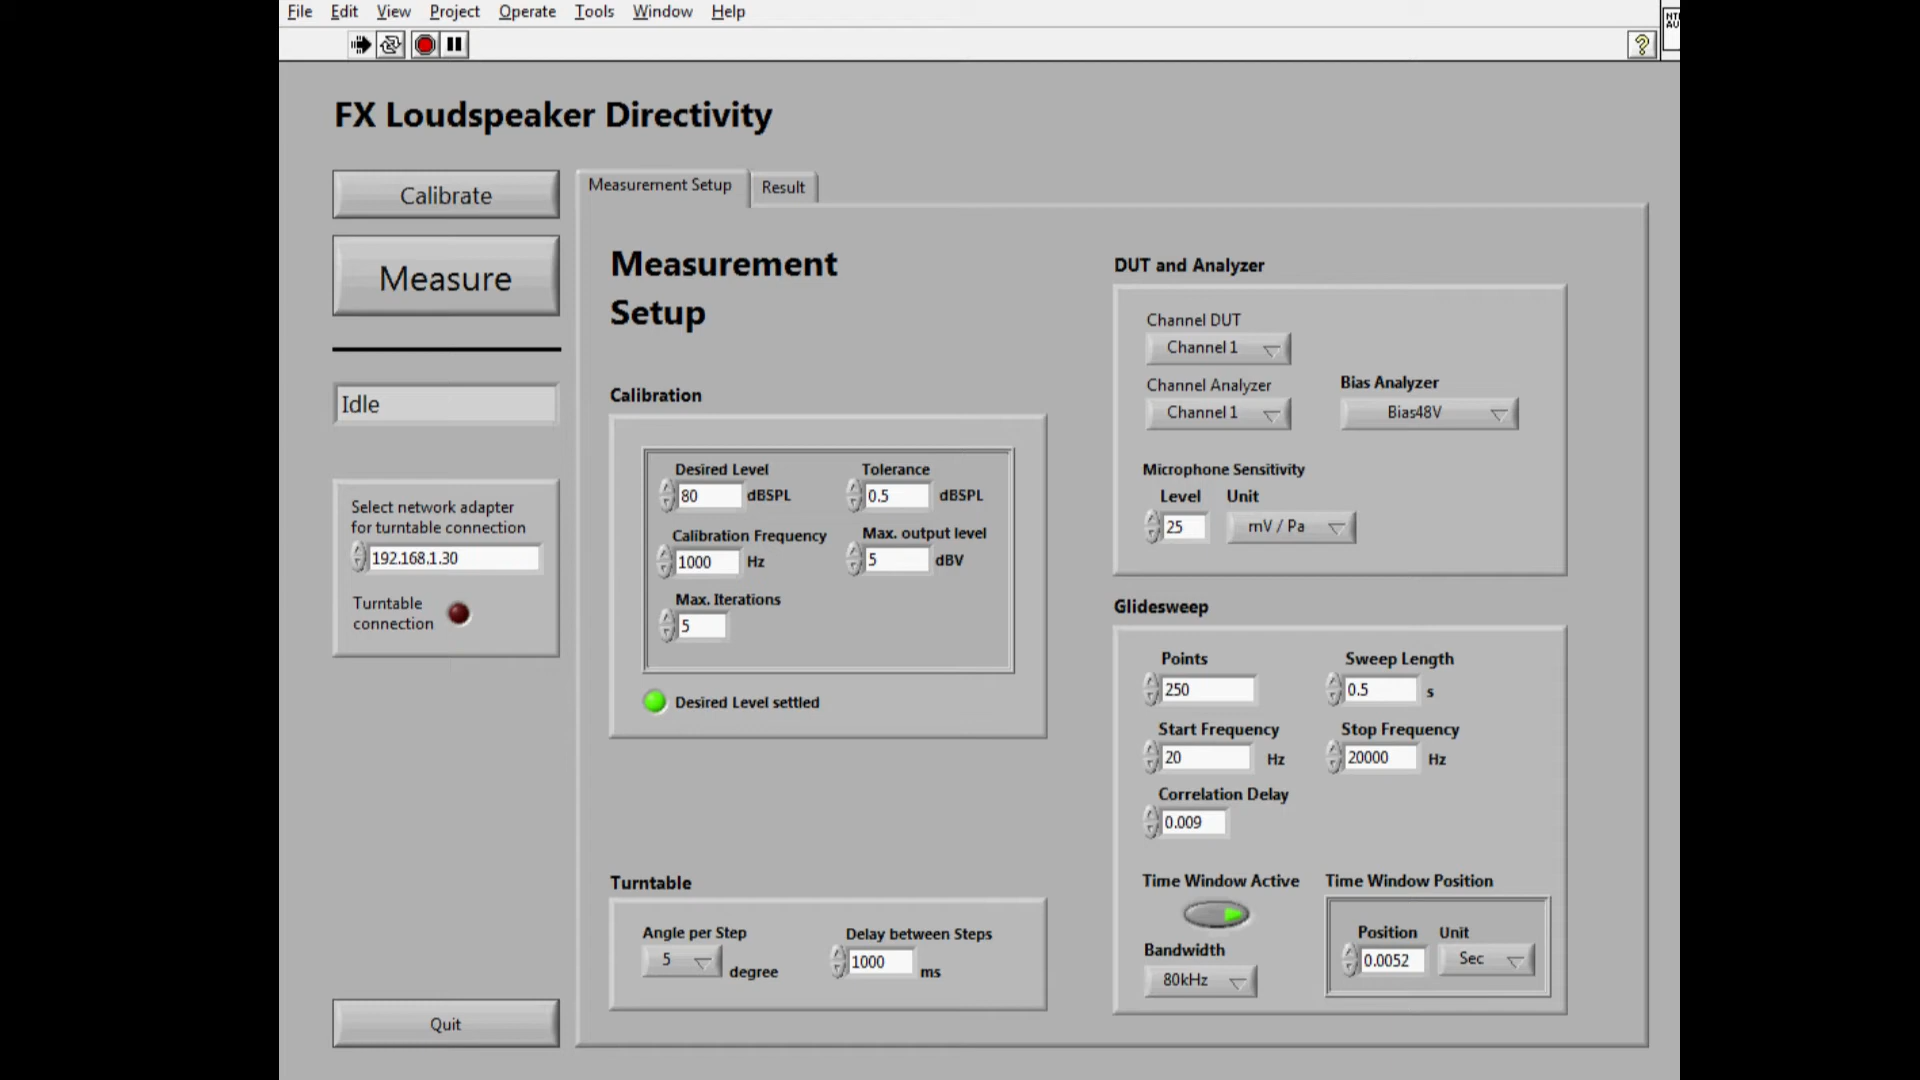 File Edit View Project Operate Tools Window Help
?
FX Loudspeaker Directivity
Calibrate
Measure
Idle
Select network adapter
for turntable connection
192.168.1.30
Turntable
connection
Quit
Measurement Setup Result
Measurement
Setup
Calibration
Desired Level Tolerance
80 dBSPL 0.5 dBSPL
Calibration Frequency Max. output level
1000 Hz 5 dBV
Max. Iterations
5
Desired Level settled
Turntable
Angle per Step Delay between Steps
5 degree 1000 ms
DUT and Analyzer
Channel DUT
Channel 1
Channel Analyzer Bias Analyzer
Channel 1 Bias48V
Microphone Sensitivity
Level Unit
25 mV / Pa
Glidesweep
Points Sweep Length
250 0.5 s
Start Frequency Stop Frequency
20 Hz 20000 Hz
Correlation Delay
0.009
Time Window Active Time Window Position
Position Unit
0.0052 Sec
Bandwidth
80kHz